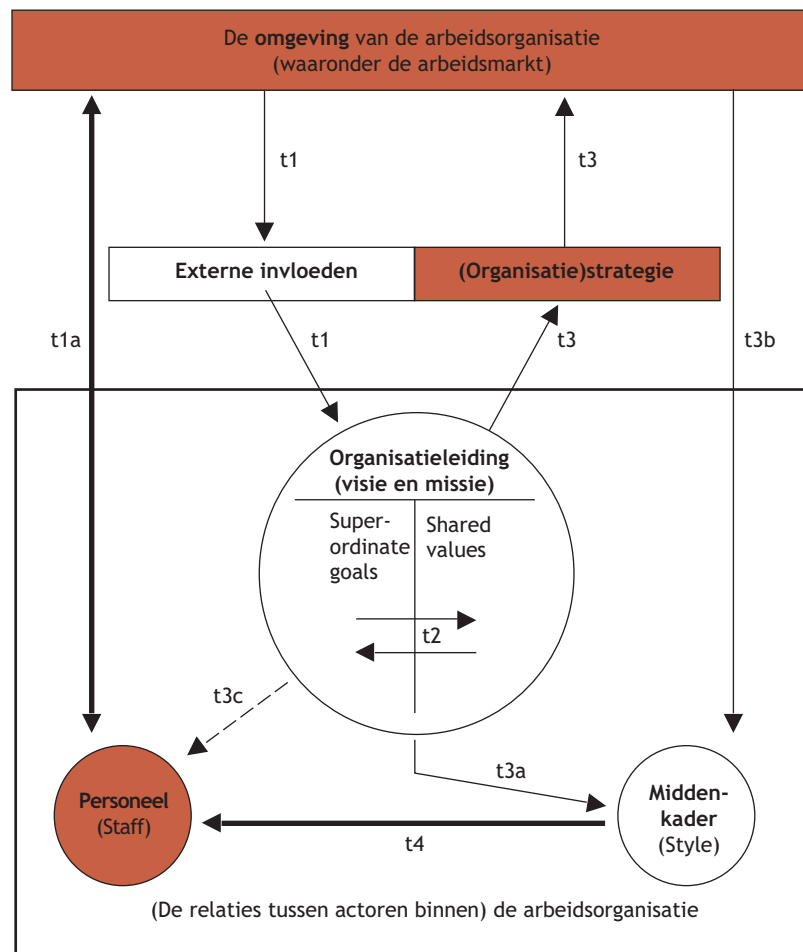 De omgeving van de arbeidsorganisatie
(waaronder de arbeidsmarkt)
t1
t3
Externe invloeden
(Organisatie)strategie
t1a
t1
t3
t3b
Organisatieleiding
(visie en missie)
Super-
ordinate
goals
Shared
values
t2
t3c
t3a
Personeel
(Staff)
Midden-
kader
(Style)
t4
(De relaties tussen actoren binnen) de arbeidsorganisatie